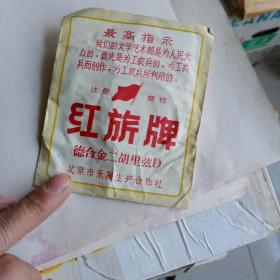 最高指示
我们的文学艺术都是为人民大
众的，首先是为工农兵的，为工农
兵而创作，为工农兵所利用的。
注册 商标
红旗牌
德合金二胡里弦D
北京市乐器生产合作社